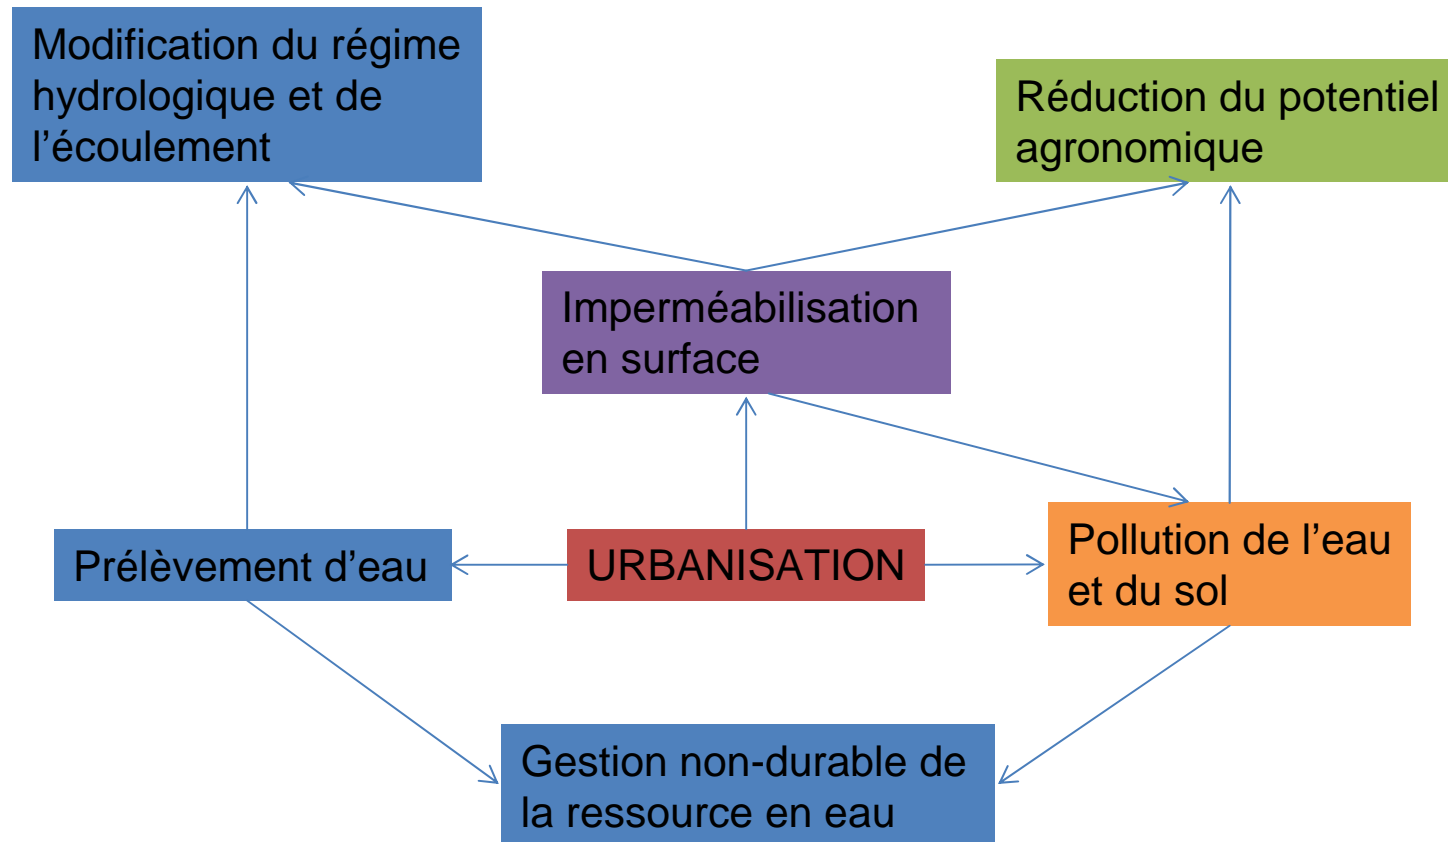 Modification du régime
hydrologique et de
l’écoulement
Réduction du potentiel
agronomique
Imperméabilisation
en surface
Prélèvement d’eau
URBANISATION
Pollution de l’eau
et du sol
Gestion non-durable de
la ressource en eau